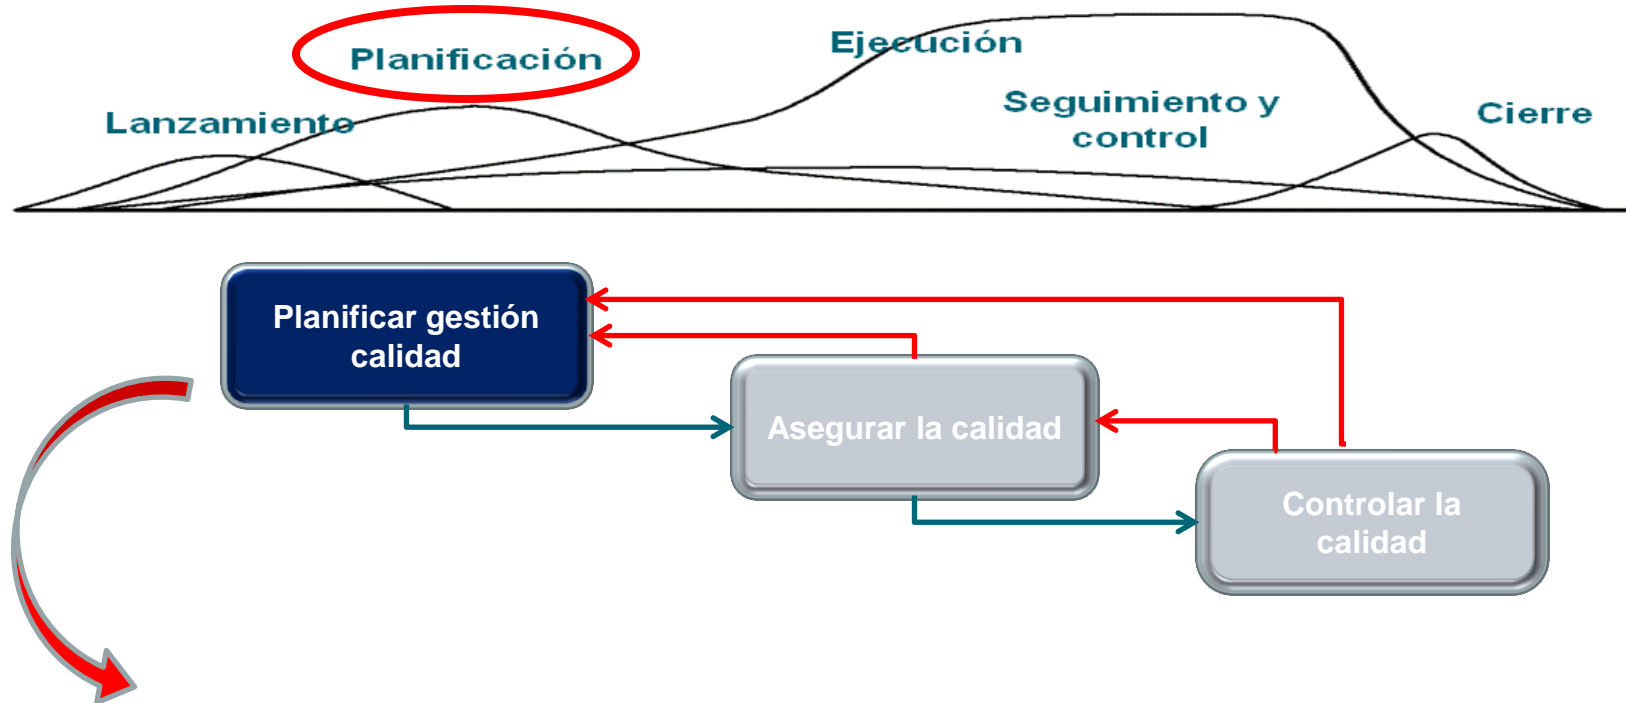 Planificación
Ejecución
Lanzamiento
Seguimiento y
control
Cierre
Planificar gestión
calidad
Asegurar la calidad
Controlar la
calidad